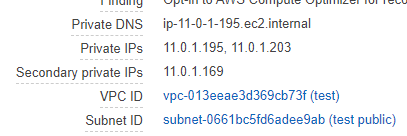 Finding Opt-in to AWS Compute Optimizer for reco
Private DNS ip-11-0-1-195.ec2.internal
Private IPs 11.0.1.195, 11.0.1.203
Secondary private IPs 11.0.1.169
VPC ID vpc-013eeae3d369cb73f (test)
Subnet ID subnet-0661bc5fd6adee9ab (test public)